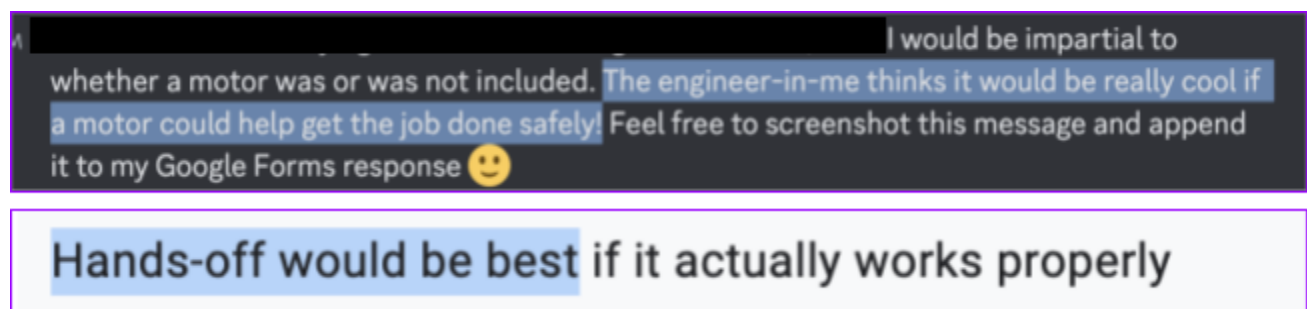 I would be impartial to
whether a motor was or was not included. The engineer-in-me thinks it would be really cool if
a motor could help get the job done safely! Feel free to screenshot this message and append
it to my Google Forms response 🙂
Hands-off would be best if it actually works properly